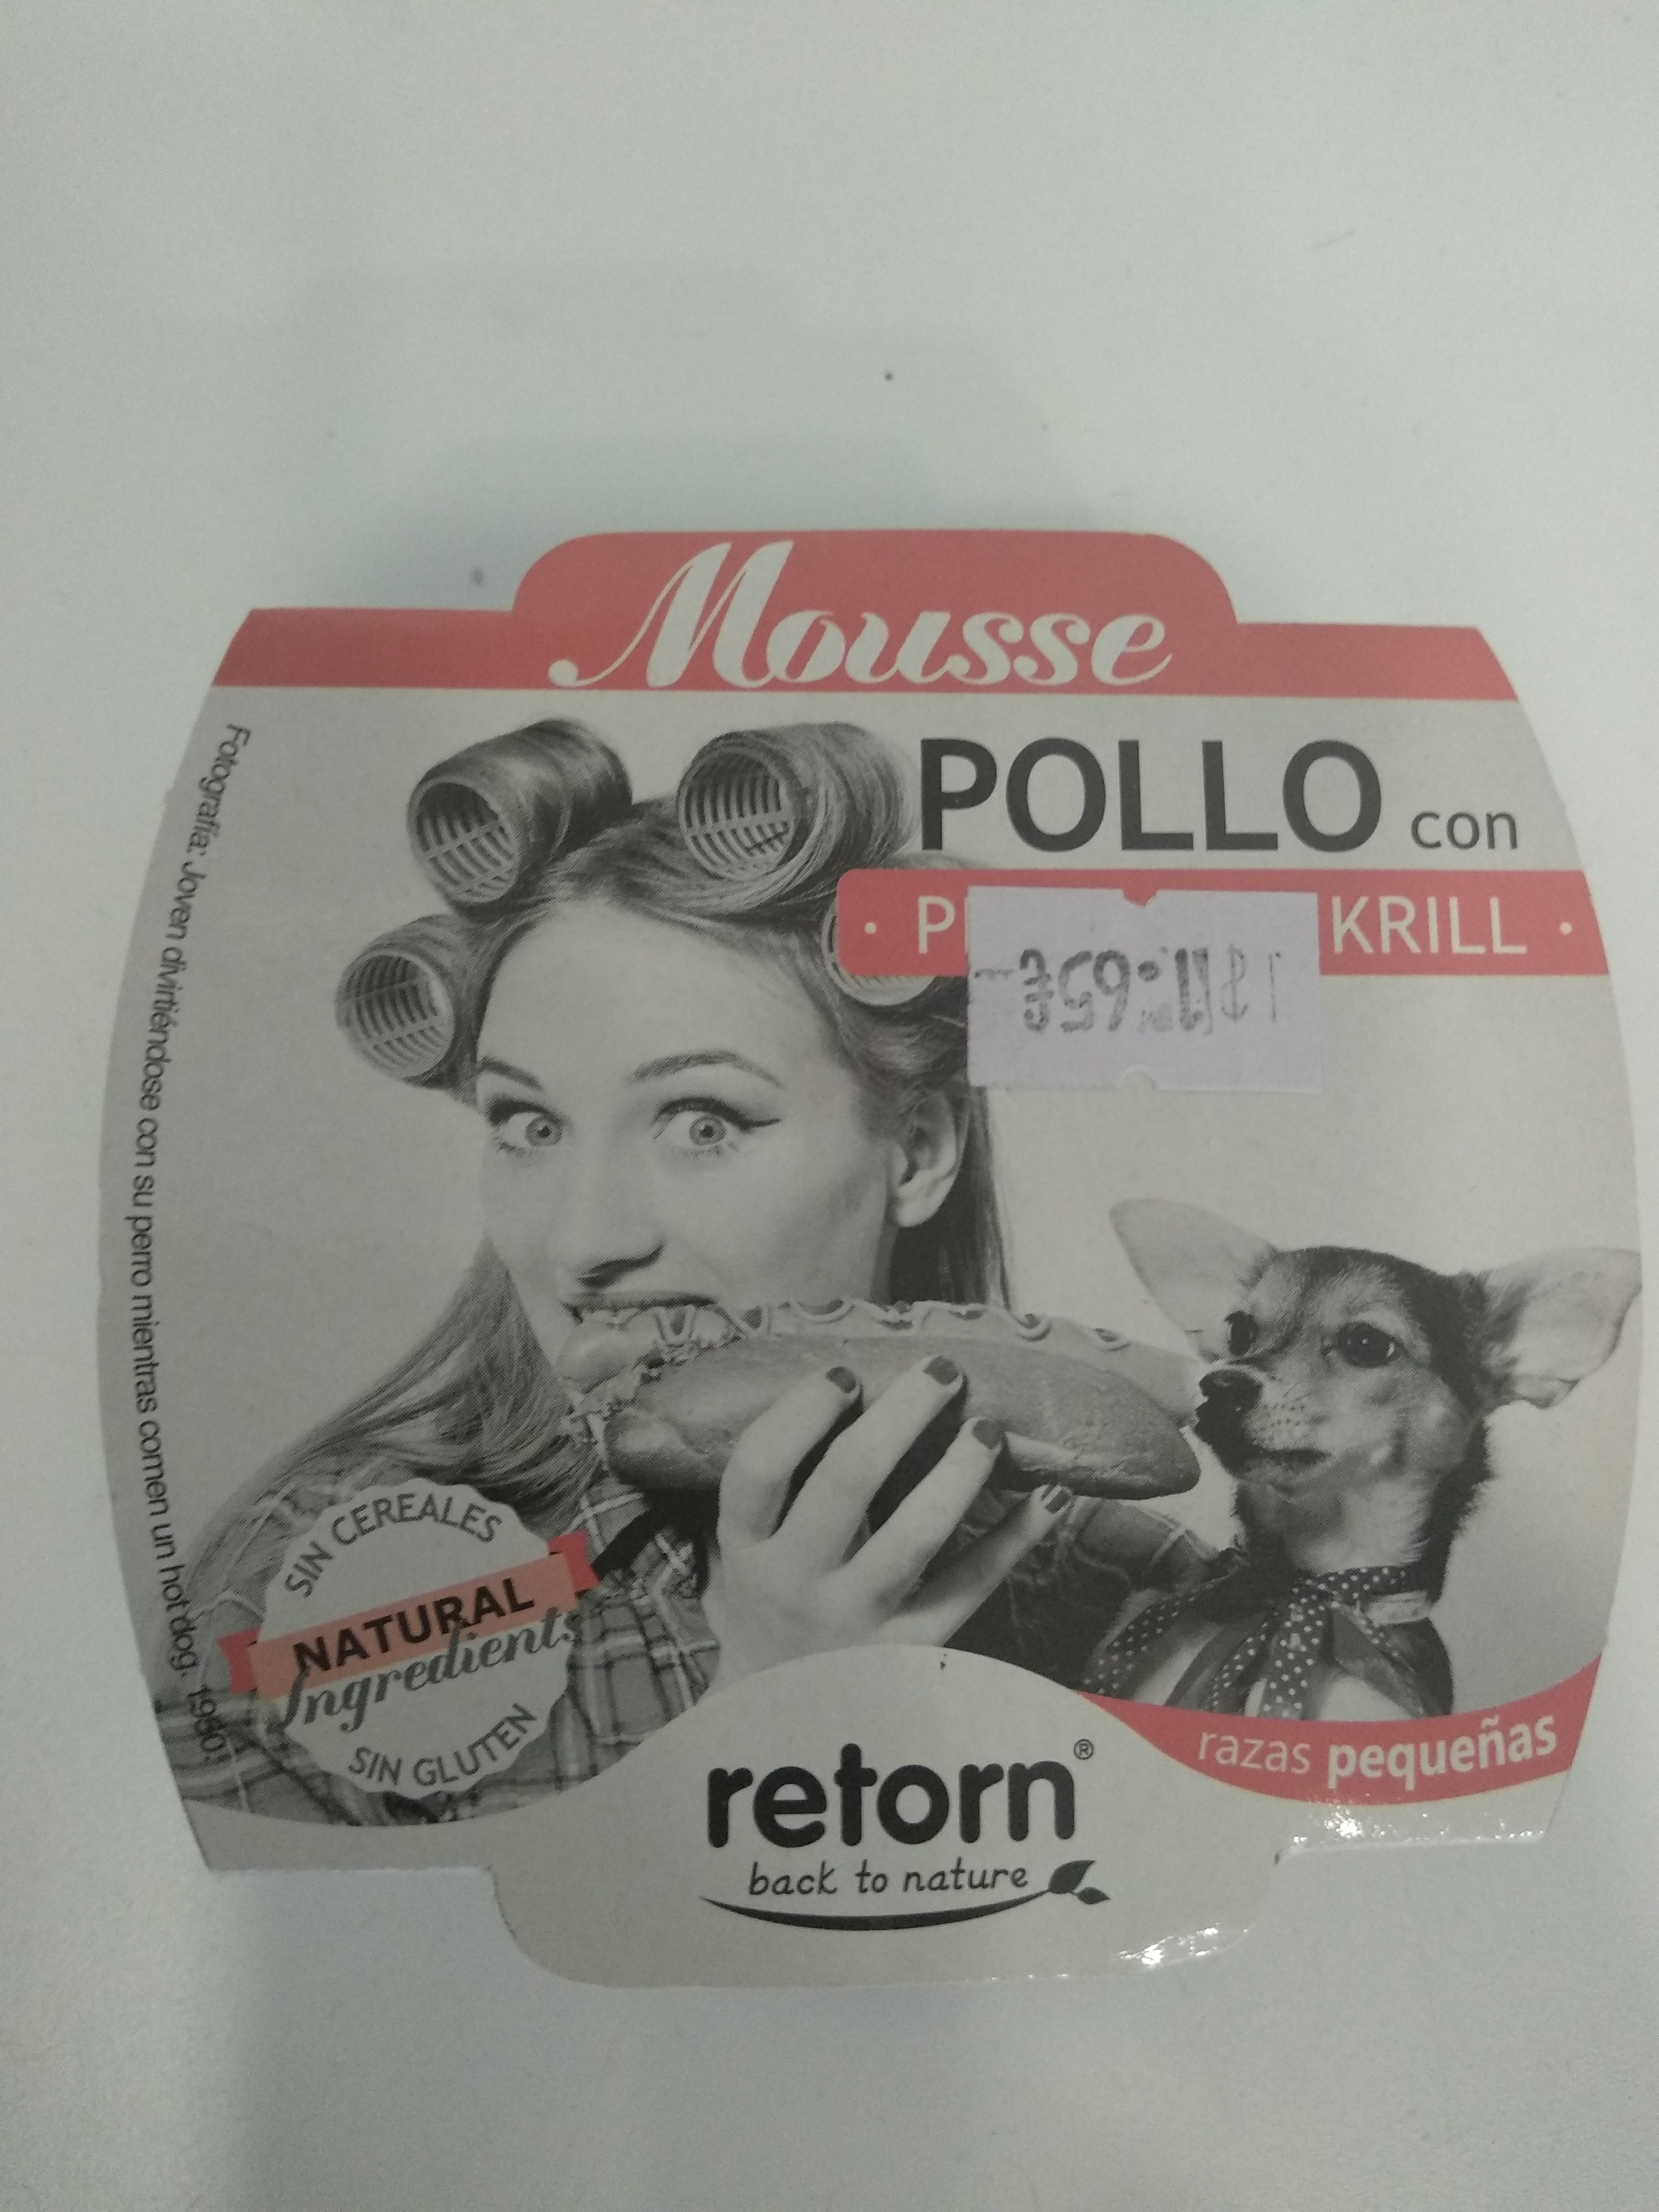 Mousse
POLLO con
KRILL
Fotografía: Joven divirtiéndose con su perro mientras comen un hot dog. 1960.
SIN CEREALES
NATURAL
Ingredients
SIN GLUTEN
retorn®
back to nature
razas pequeñas